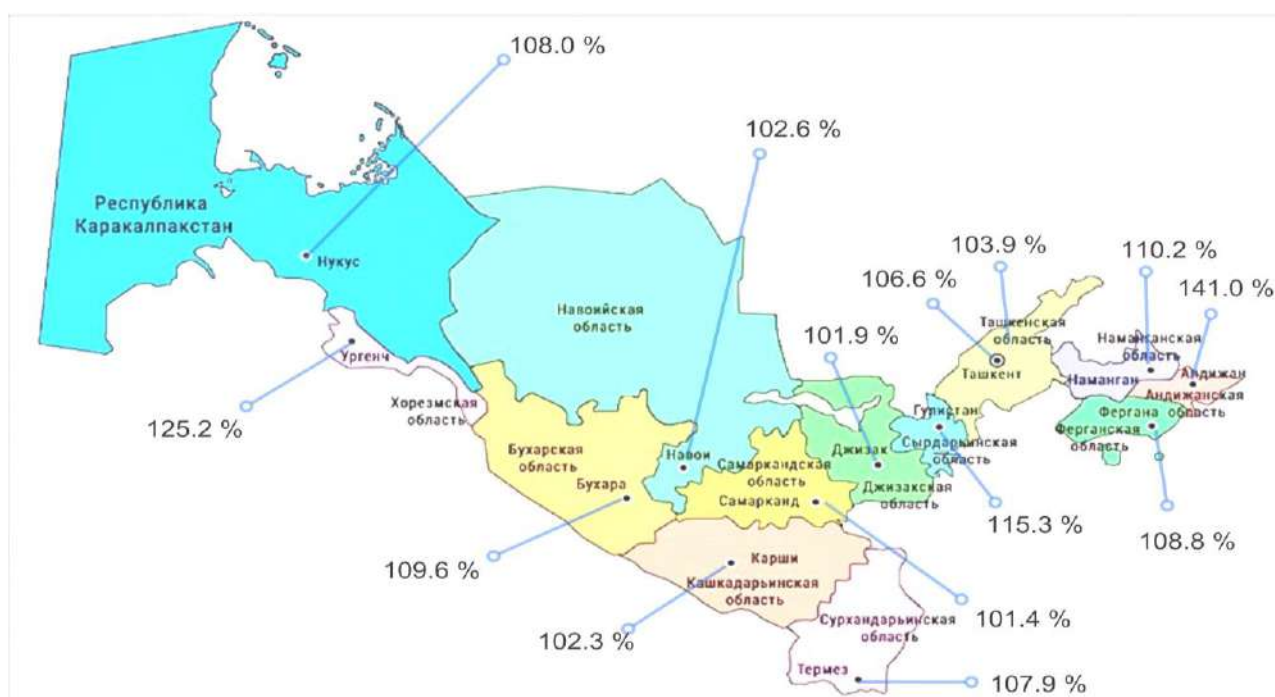 108.0 %
102.6 %
Республика
Каракалпакстан
Нукус
103.9 %
110.2 %
106.6 %
141.0 %
Навоийская
область
101.9 %
Ташкенская
область
Ташкент
Наманганская
область
Наманган
Андижан
Андижанская
область
Ургенч
Хорезмская
область
125.2 %
Фергана
Ферганская
область
Гулистан
Сырдарьинская
область
Бухарская
область
Бухара
Навои
Самаркандская
область
Самарканд
Джизак
Джизакская
область
115.3 %
108.8 %
109.6 %
Карши
Кашкадарьинская
область
102.3 %
101.4 %
Сурхандарьинская
область
Термез
107.9 %